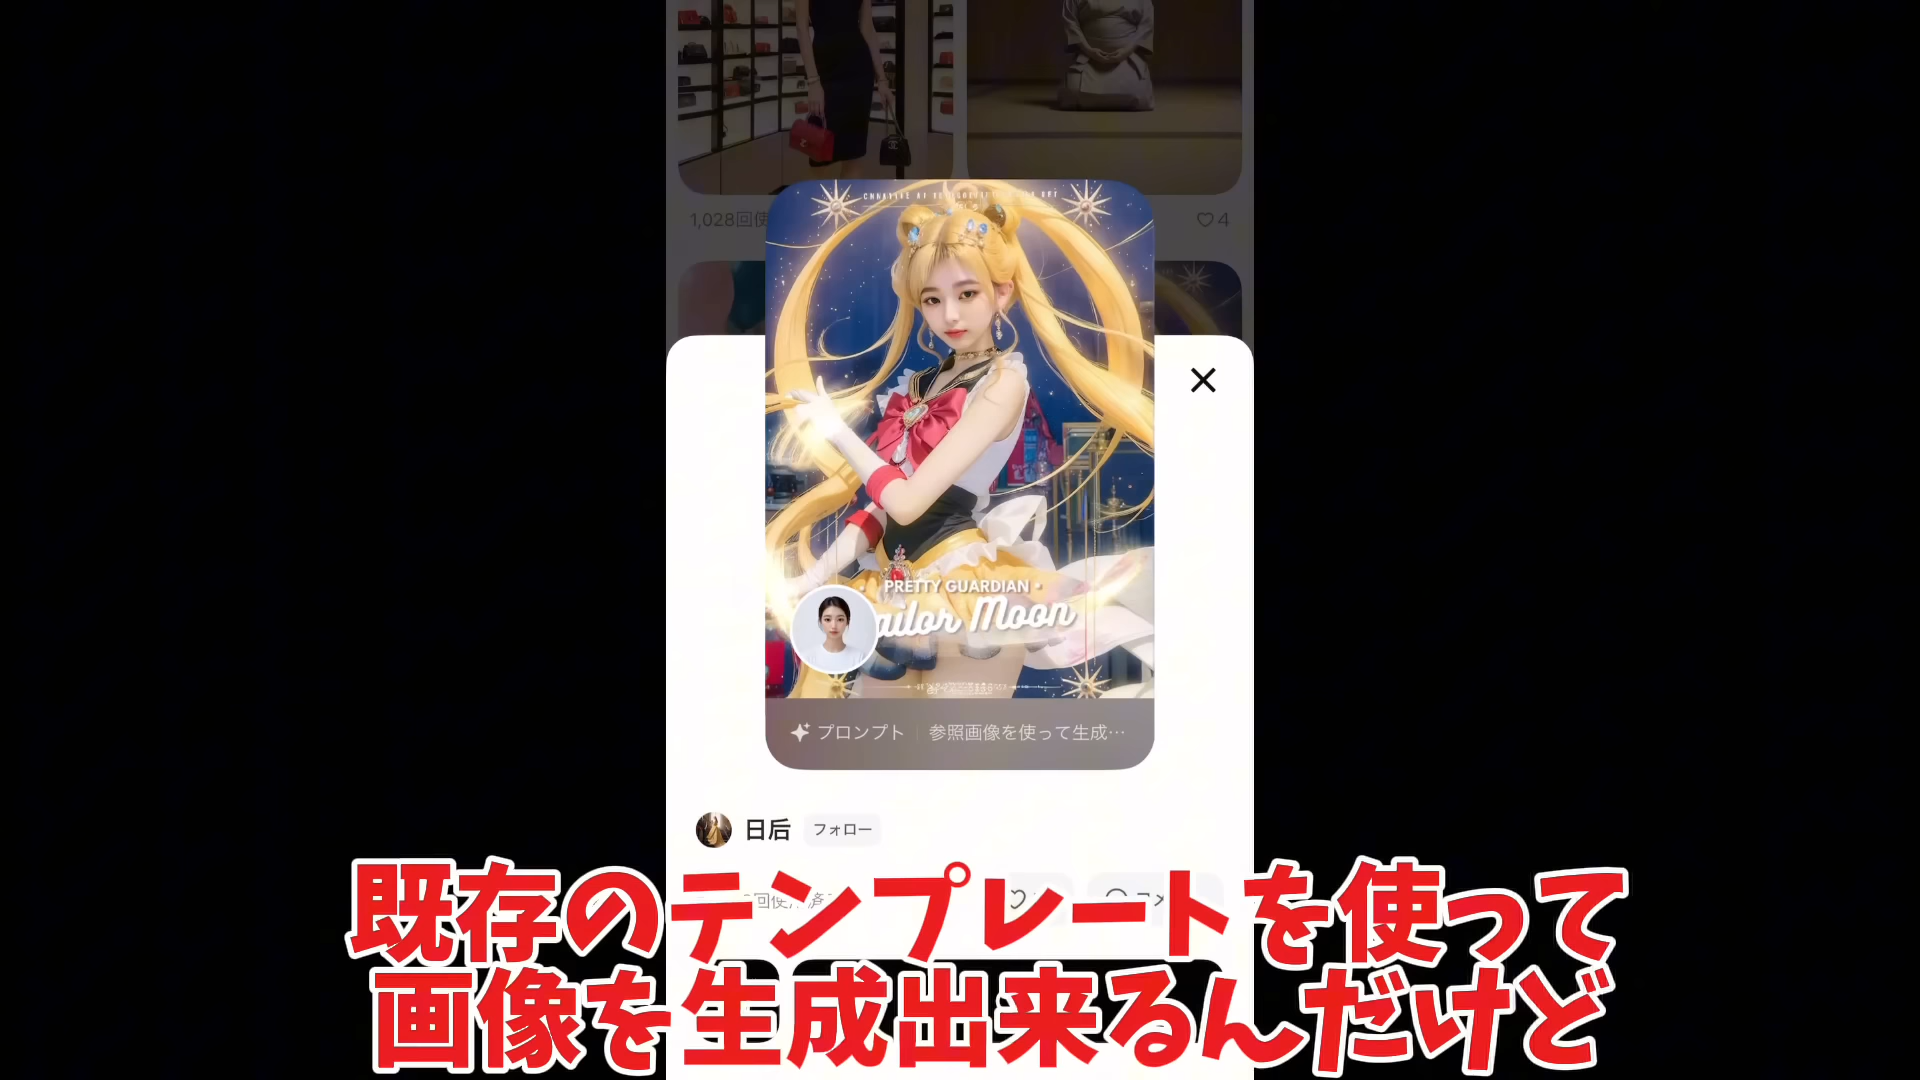 1,028回使
4
PRETTY GUARDIAN
ailor Moon
プロンプト
参照画像を使って生成…
日后
フォロー
既存のテンプレートを使って
画像を生成出来るんだけど